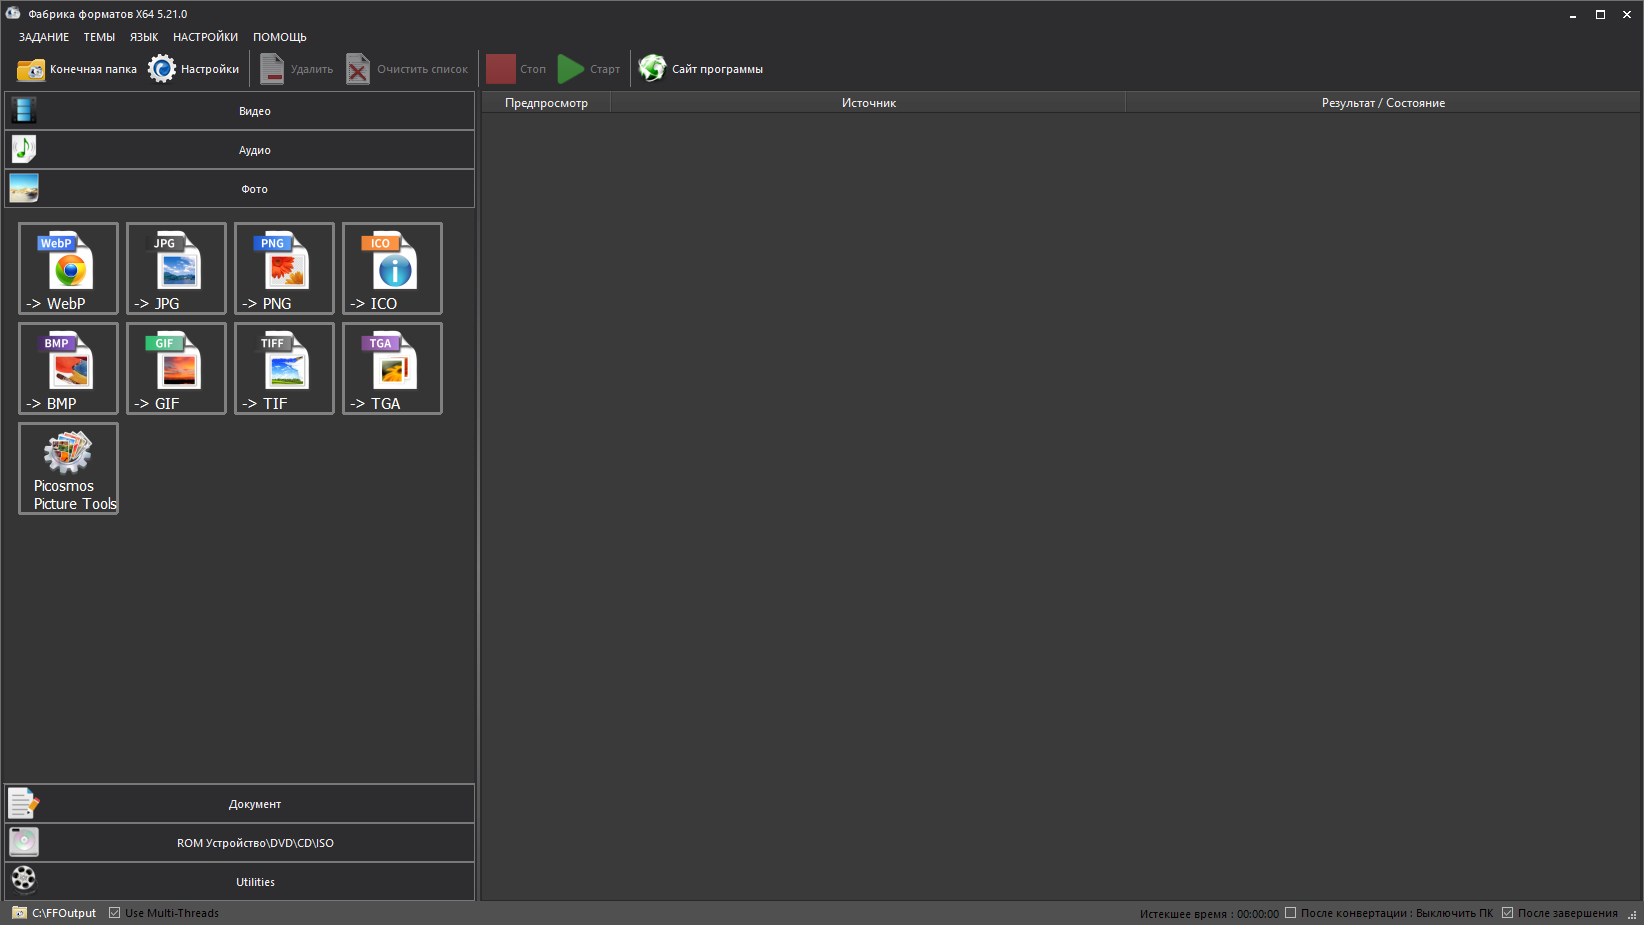 Фабрика форматов X64 5.21.0
ЗАДАНИЕ ТЕМЫ ЯЗЫК НАСТРОЙКИ ПОМОЩЬ
Конечная папка Настройки Удалить Очистить список Стоп Старт Сайт программы
Видео
Аудио
Фото
Предпросмотр Источник Результат / Состояние
WebP JPG PNG ICO
-> WebP -> JPG -> PNG -> ICO
BMP GIF TIFF TGA
-> BMP -> GIF -> TIF -> TGA
Picosmos
Picture Tools
Документ
ROM Устройство\DVD\CD\ISO
Utilities
C:\FFOutput Use Multi-Threads Истекшее время : 00:00:00 После конвертации : Выключить ПК После завершения